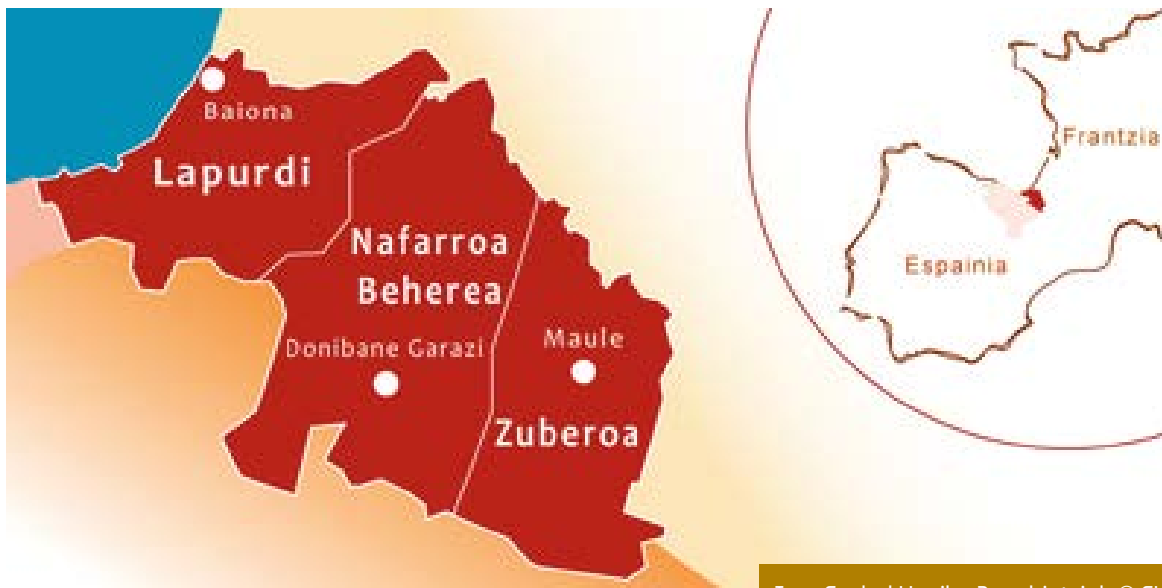 Baiona
Lapurdi
Nafarroa
Beherea
Donibane Garazi
Maule
Zuberoa
Frantzia
Espainia